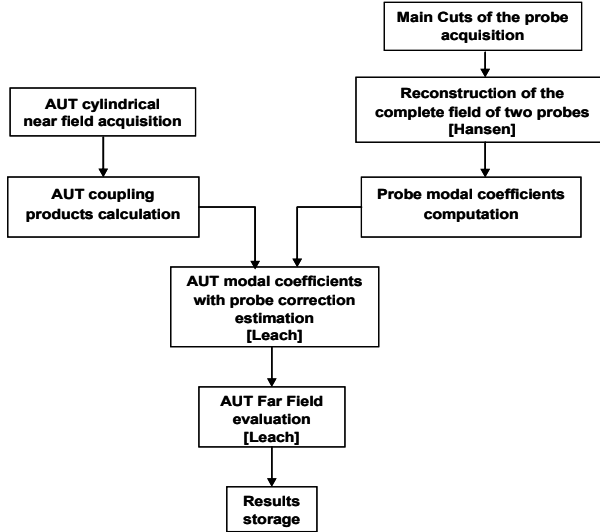 Main Cuts of the probe
acquisition
Reconstruction of the
complete field of two probes
[Hansen]
AUT cylindrical
near field acquisition
AUT coupling
products calculation
Probe modal coefficients
computation
AUT modal coefficients
with probe correction
estimation
[Leach]
AUT Far Field
evaluation
[Leach]
Results
storage